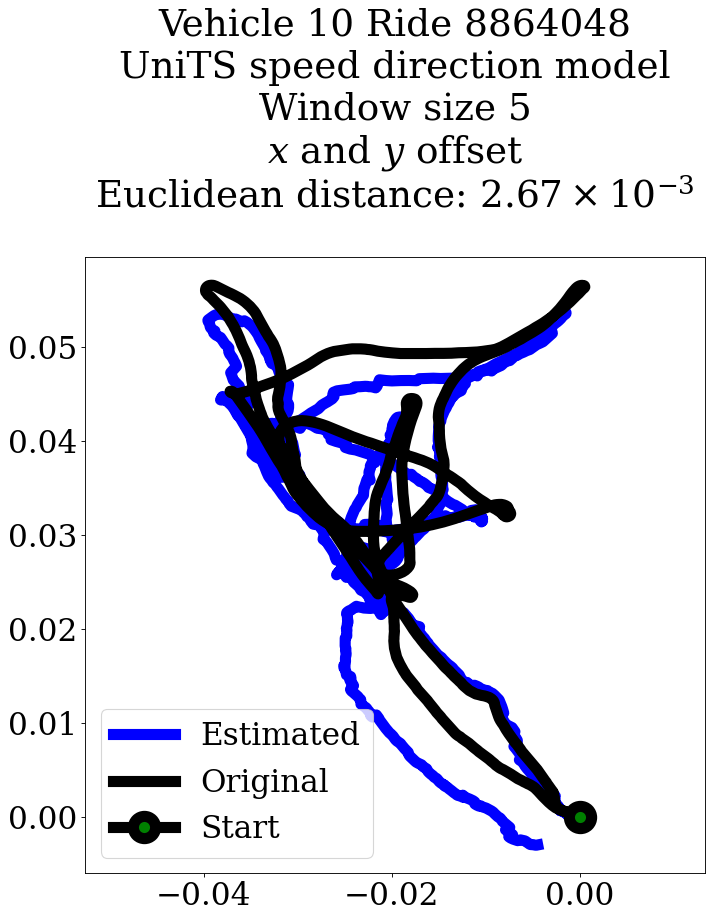 Vehicle 10 Ride 8864048
UniTS speed direction model
Window size 5
x and y offset
Euclidean distance: 2.67 × 10⁻³
0.05
0.04
0.03
0.02
0.01
0.00
Estimated
Original
Start
−0.04
−0.02
0.00